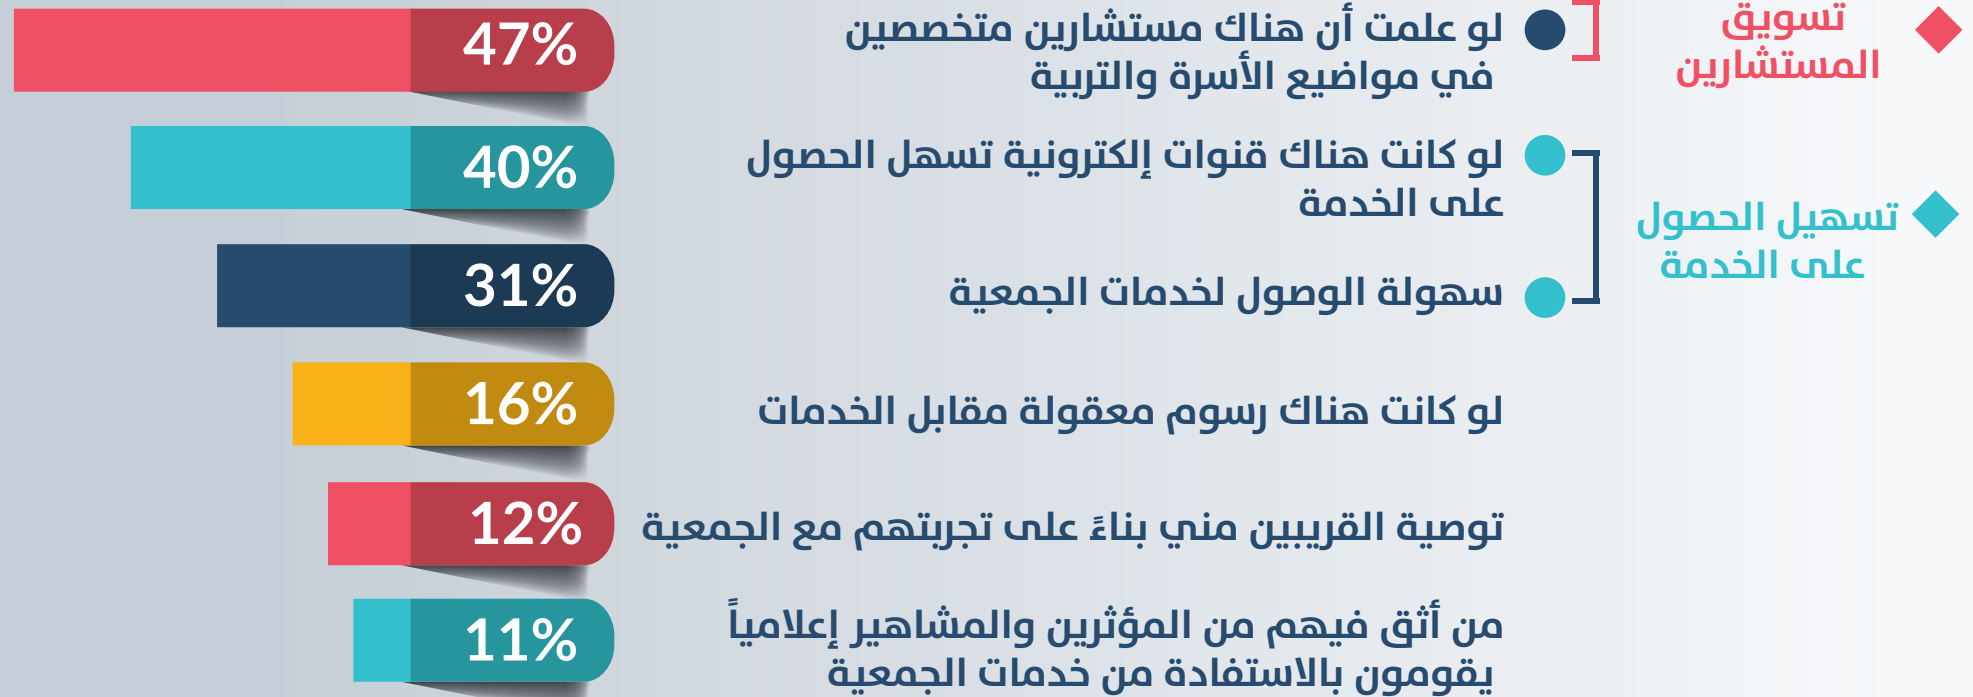 تسويق
المستشارين
لو علمت أن هناك مستشارين متخصصين
في مواضيع الأسرة والتربية
47%
تسهيل الحصول
على الخدمة
لو كانت هناك قنوات إلكترونية تسهل الحصول
على الخدمة
40%
سهولة الوصول لخدمات الجمعية
31%
لو كانت هناك رسوم معقولة مقابل الخدمات
16%
توصية القريبين مني بناءً على تجربتهم مع الجمعية
12%
من أثق فيهم من المؤثرين والمشاهير إعلامياً
يقومون بالاستفادة من خدمات الجمعية
11%